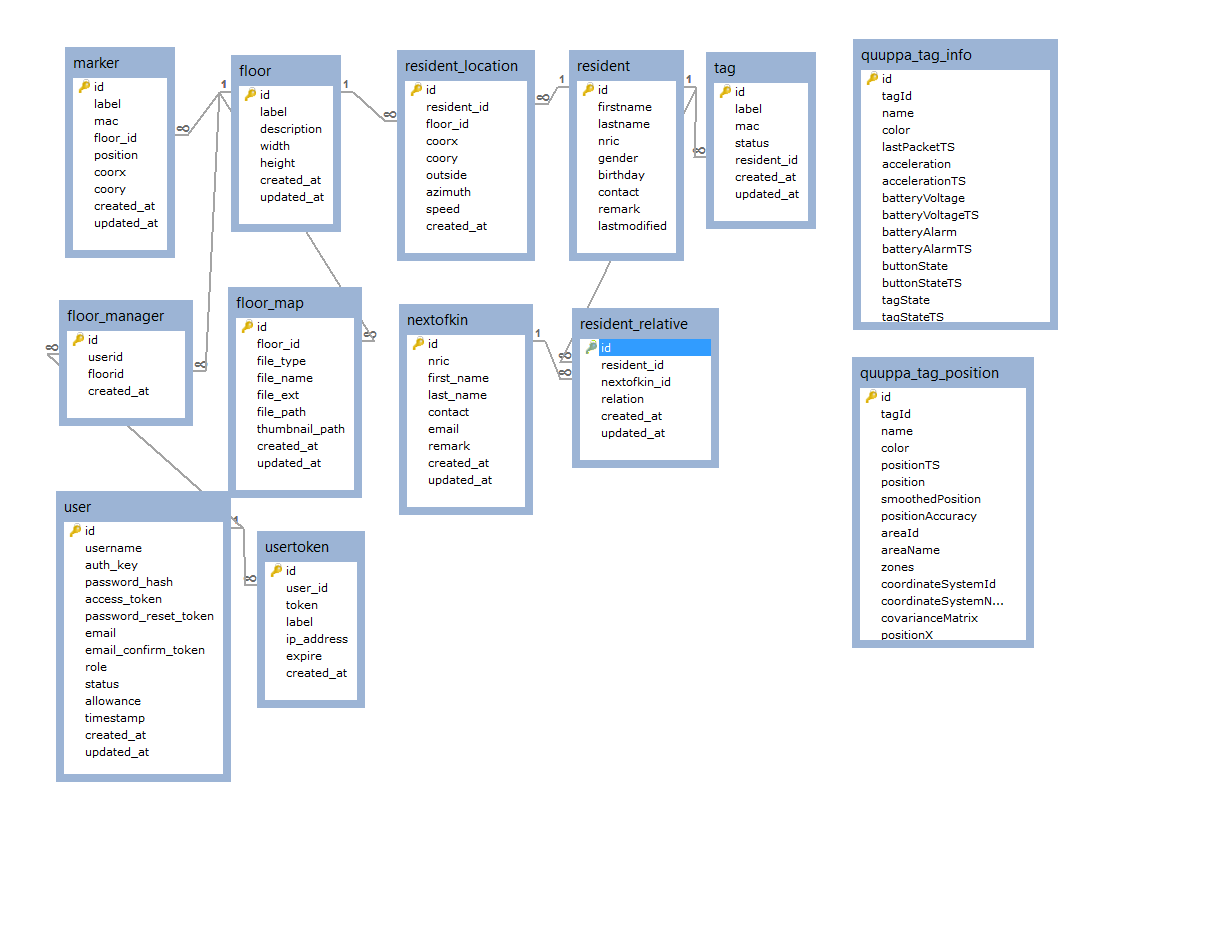 marker
id
label
mac
floor_id
position
coorx
coory
created_at
updated_at
floor
id
label
description
width
height
created_at
updated_at
resident_location
id
resident_id
floor_id
coorx
coory
outside
azimuth
speed
created_at
resident
id
firstname
lastname
nric
gender
birthday
contact
remark
lastmodified
tag
id
label
mac
status
resident_id
created_at
updated_at
quuppa_tag_info
id
tagId
name
color
lastPacketTS
acceleration
accelerationTS
batteryVoltage
batteryVoltageTS
batteryAlarm
batteryAlarmTS
buttonState
buttonStateTS
tagState
tagStateTS
1
∞
1
∞
∞
1
1
∞
floor_manager
id
userid
floorid
created_at
∞
∞
floor_map
id
floor_id
file_type
file_name
file_ext
file_path
thumbnail_path
created_at
updated_at
∞
nextofkin
id
nric
first_name
last_name
contact
email
remark
created_at
updated_at
1
∞
∞
resident_relative
id
resident_id
nextofkin_id
relation
created_at
updated_at
quuppa_tag_position
id
tagId
name
color
positionTS
position
smoothedPosition
positionAccuracy
areaId
areaName
zones
coordinateSystemId
coordinateSystemN...
covarianceMatrix
positionX
user
id
username
auth_key
password_hash
access_token
password_reset_token
email
email_confirm_token
role
status
allowance
timestamp
created_at
updated_at
1
∞
usertoken
id
user_id
token
label
ip_address
expire
created_at